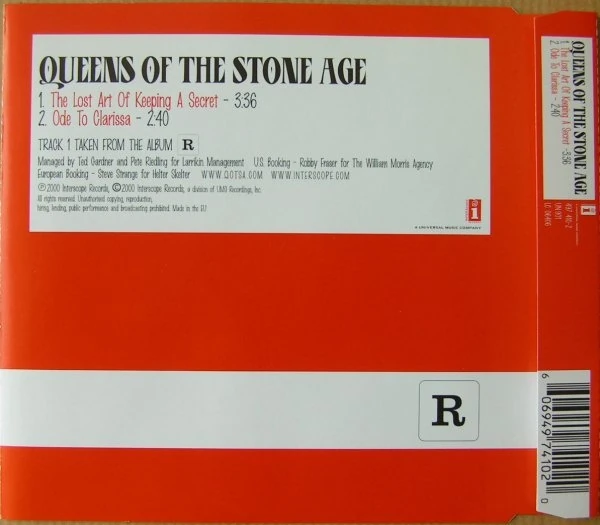 QUEENS OF THE STONE AGE
1. The Lost Art Of Keeping A Secret - 3:36
2. Ode To Clarissa - 2:40
TRACK 1 TAKEN FROM THE ALBUM R
Managed by Ted Gardner and Pete Riedling for Larrikin Management U.S. Booking - Robby Fraser for The William Morris Agency
European Booking - Steve Strange for Helter Skelter WWW.QOTSA.COM WWW.INTERSCOPE.COM
℗2000 Interscope Records, ©2000 Interscope Records, a division of UMG Recordings, Inc.
All rights reserved. Unauthorised copying, reproduction,
hiring, lending, public performance and broadcasting prohibited. Made in the EU
A UNIVERSAL MUSIC COMPANY
R
QUEENS OF THE STONE AGE
1. The Lost Art Of Keeping A Secret - 3:36
2. Ode To Clarissa - 2:40
497 410-2
LC 06406
6 06949 74102 0